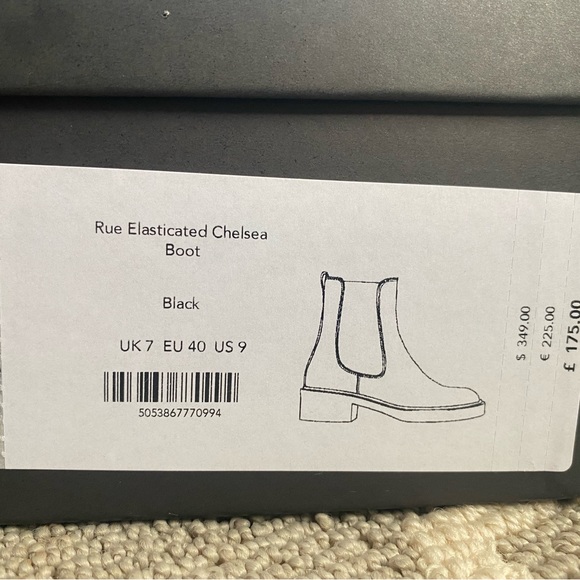 Rue Elasticated Chelsea
Boot
Black
UK 7 EU 40 US 9
5053867770994
$ 349.00
€ 225.00
£ 175.00